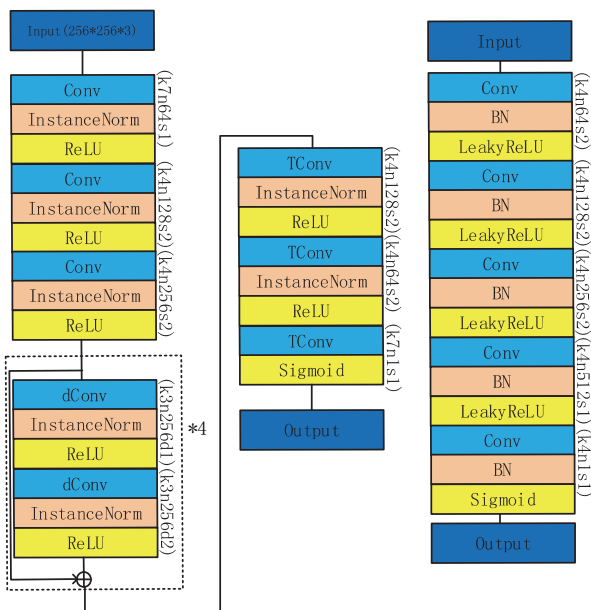 Input(256*256*3)
Conv
InstanceNorm
ReLU
(k7n64s1)
Conv
InstanceNorm
ReLU
(k4n128s2)
Conv
InstanceNorm
ReLU
(k4n256s2)
dConv
InstanceNorm
ReLU
(k3n256d1)
dConv
InstanceNorm
ReLU
(k3n256d2)
*4
TConv
InstanceNorm
ReLU
(k4n128s2)
TConv
InstanceNorm
ReLU
(k4n64s2)
TConv
Sigmoid
(k7n1s1)
Output
Input
Conv
BN
LeakyReLU
(k4n64s2)
Conv
BN
LeakyReLU
(k4n128s2)
Conv
BN
LeakyReLU
(k4n256s2)
Conv
BN
LeakyReLU
(k4n512s1)
Conv
BN
Sigmoid
(k4n1s1)
Output